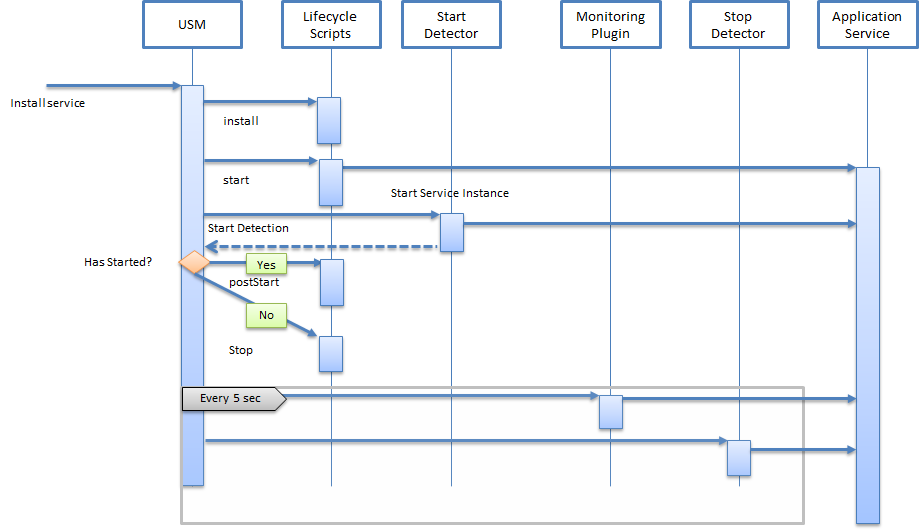 USM
Lifecycle
Scripts
Start
Detector
Monitoring
Plugin
Stop
Detector
Application
Service
Install service
install
start
Start Service Instance
Start Detection
Has Started?
Yes
postStart
No
Stop
Every 5 sec